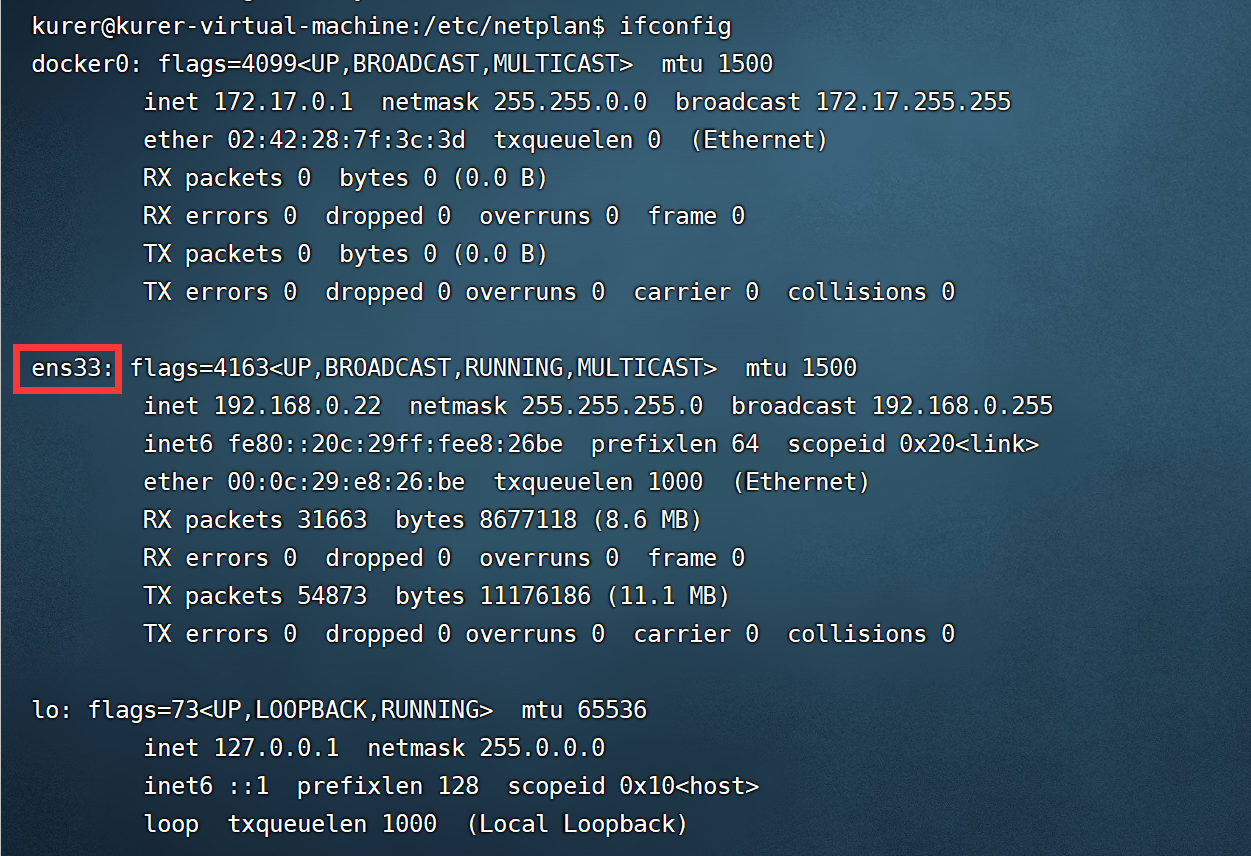 kurer@kurer-virtual-machine:/etc/netplan$ ifconfig
docker0: flags=4099<UP,BROADCAST,MULTICAST>  mtu 1500
        inet 172.17.0.1  netmask 255.255.0.0  broadcast 172.17.255.255
        ether 02:42:28:7f:3c:3d  txqueuelen 0  (Ethernet)
        RX packets 0  bytes 0 (0.0 B)
        RX errors 0  dropped 0  overruns 0  frame 0
        TX packets 0  bytes 0 (0.0 B)
        TX errors 0  dropped 0 overruns 0  carrier 0  collisions 0
ens33: flags=4163<UP,BROADCAST,RUNNING,MULTICAST>  mtu 1500
        inet 192.168.0.22  netmask 255.255.255.0  broadcast 192.168.0.255
        inet6 fe80::20c:29ff:fee8:26be  prefixlen 64  scopeid 0x20<link>
        ether 00:0c:29:e8:26:be  txqueuelen 1000  (Ethernet)
        RX packets 31663  bytes 8677118 (8.6 MB)
        RX errors 0  dropped 0  overruns 0  frame 0
        TX packets 54873  bytes 11176186 (11.1 MB)
        TX errors 0  dropped 0 overruns 0  carrier 0  collisions 0
lo: flags=73<UP,LOOPBACK,RUNNING>  mtu 65536
        inet 127.0.0.1  netmask 255.0.0.0
        inet6 ::1  prefixlen 128  scopeid 0x10<host>
        loop  txqueuelen 1000  (Local Loopback)